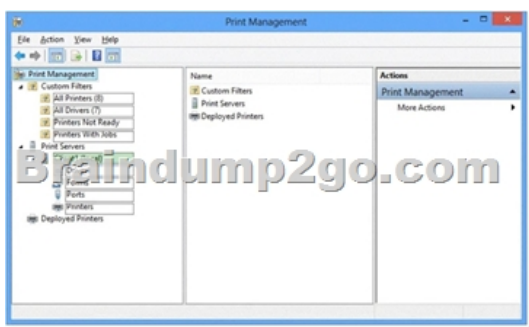 Print Management
File Action View Help
Print Management
Custom Filters
All Printers (8)
All Drivers (7)
Printers Not Ready
Printers With Jobs
Print Servers
Forms
Ports
Printers
Deployed Printers
Name
Custom Filters
Print Servers
Deployed Printers
Actions
Print Management
More Actions
Braindump2go.com